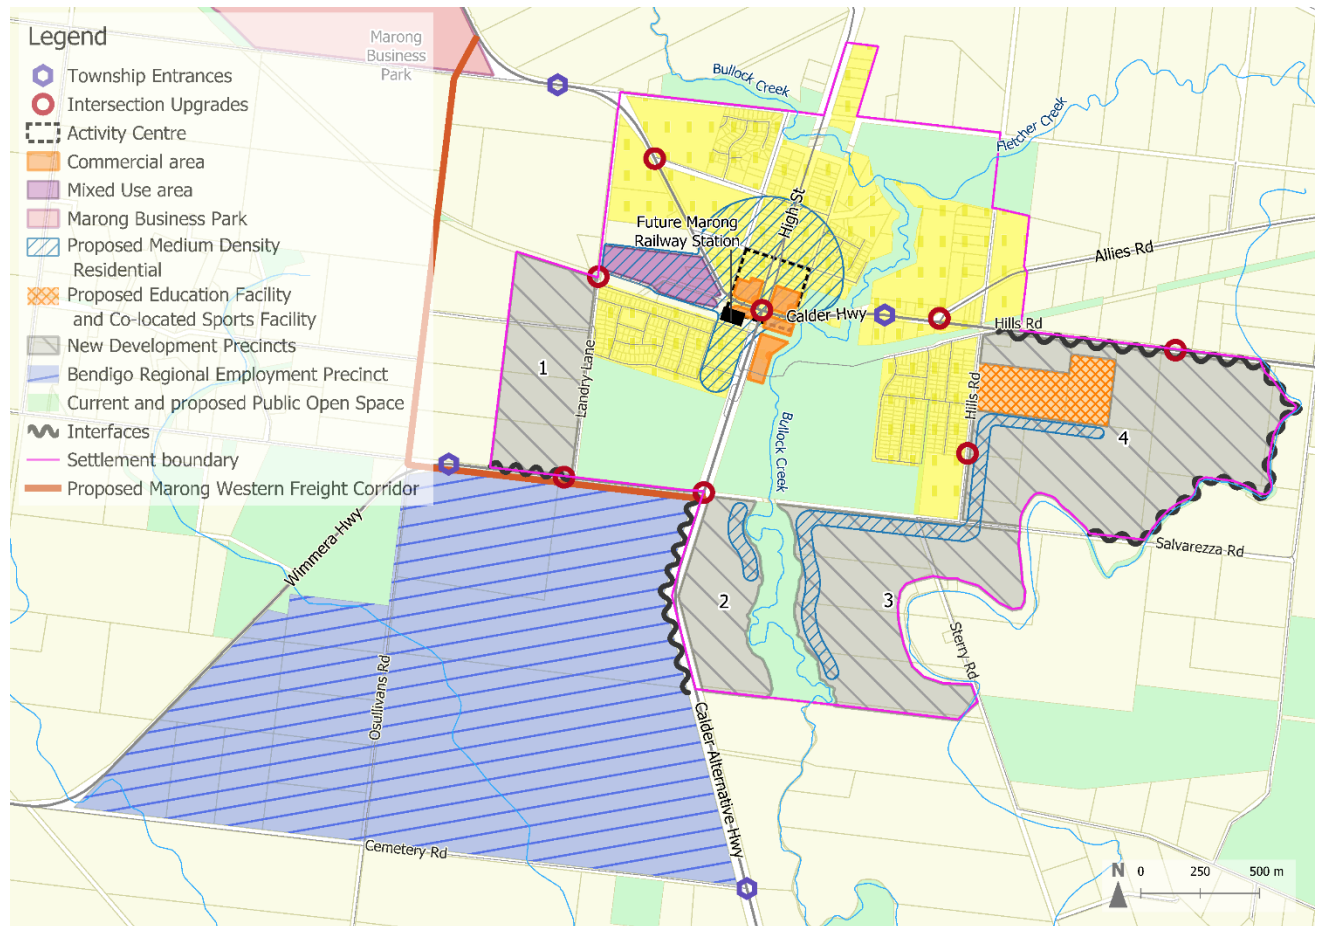 Legend
Township Entrances
Intersection Upgrades
Activity Centre
Commercial area
Mixed Use area
Marong Business Park
Proposed Medium Density
Residential
Proposed Education Facility
and Co-located Sports Facility
New Development Precincts
Bendigo Regional Employment Precinct
Current and proposed Public Open Space
Interfaces
Settlement boundary
Proposed Marong Western Freight Corridor
Marong
Business
Park
Bullock Creek
Fletcher Creek
High St
Future Marong
Railway Station
Allies Rd
Calder Hwy
Hills Rd
1
Landry Lane
Hills Rd
4
Bullock Creek
Wimmera Hwy
Salvarezza Rd
2
3
Sterry Rd
Osullivans Rd
Calder Alternative Hwy
Cemetery Rd
N
0 250 500 m